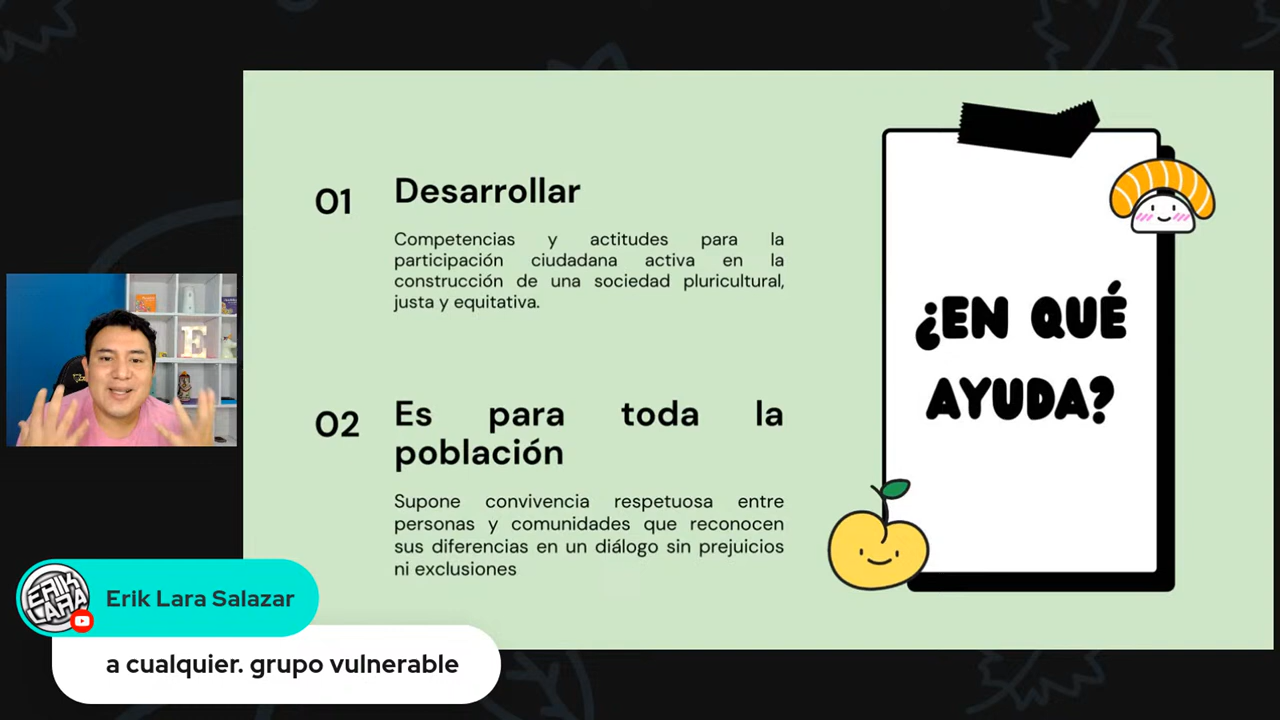 01
Desarrollar
Competencias y actitudes para la
participación ciudadana activa en la
construcción de una sociedad pluricultural,
justa y equitativa.
02
Es para toda la
población
Supone convivencia respetuosa entre
personas y comunidades que reconocen
sus diferencias en un diálogo sin prejuicios
ni exclusiones
¿EN QUÉ
AYUDA?
E
ERIK
LARA
Erik Lara Salazar
a cualquier. grupo vulnerable